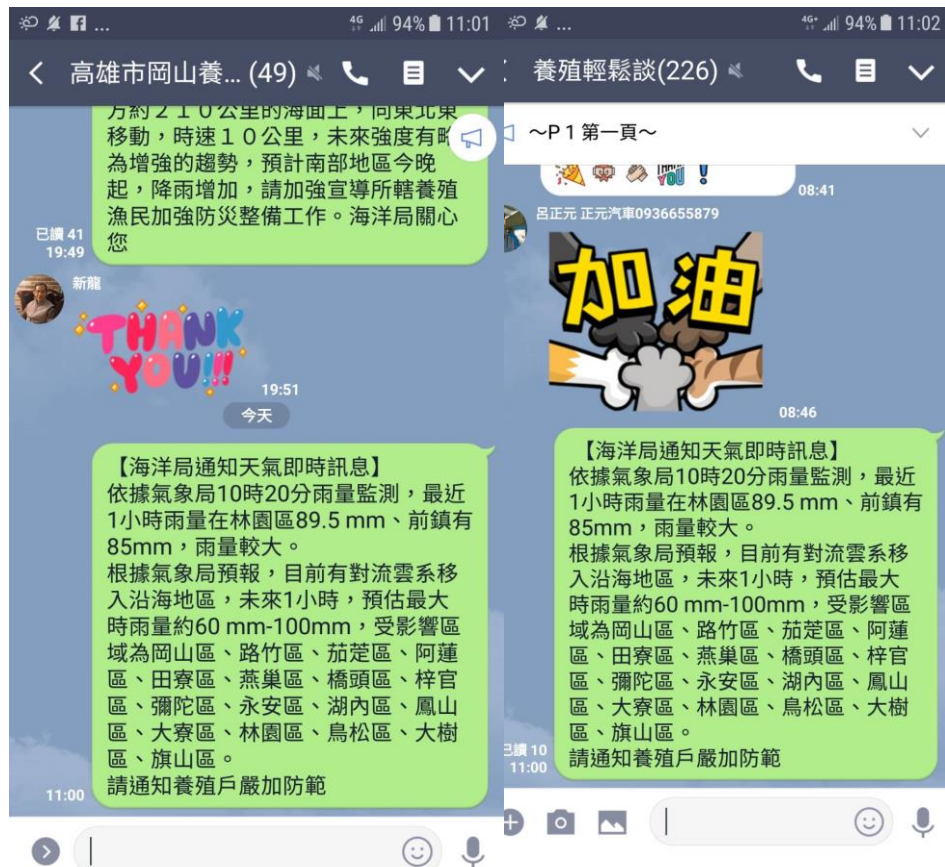 4G 94% 11:01
高雄市岡山養... (49)
方約210公里的海面上,向東北東
移動,時速10公里,未來強度有略
為增強的趨勢,預計南部地區今晚
起,降雨增加,請加強宣導所轄養殖
漁民加強防災整備工作。海洋局關心
您
已讀 41
19:49
新龍
THANK
YOU!!!
19:51
今天
【海洋局通知天氣即時訊息】
依據氣象局10時20分雨量監測,最近
1小時雨量在林園區89.5 mm、前鎮有
85mm,雨量較大。
根據氣象局預報,目前有對流雲系移
入沿海地區,未來1小時,預估最大
時雨量約60 mm-100mm,受影響區
域為岡山區、路竹區、茄萣區、阿蓮
區、田寮區、燕巢區、橋頭區、梓官
區、彌陀區、永安區、湖內區、鳳山
區、大寮區、林園區、鳥松區、大樹
區、旗山區。
請通知養殖戶嚴加防範
11:00
4G+ 94% 11:02
養殖輕鬆談(226)
~P 1 第一頁~
THANK
YOU
08:41
呂正元 正元汽車0936655879
加油
08:46
【海洋局通知天氣即時訊息】
依據氣象局10時20分雨量監測,最近
1小時雨量在林園區89.5 mm、前鎮有
85mm,雨量較大。
根據氣象局預報,目前有對流雲系移
入沿海地區,未來1小時,預估最大
時雨量約60 mm-100mm,受影響區
域為岡山區、路竹區、茄萣區、阿蓮
區、田寮區、燕巢區、橋頭區、梓官
區、彌陀區、永安區、湖內區、鳳山
區、大寮區、林園區、鳥松區、大樹
區、旗山區。
請通知養殖戶嚴加防範
已讀 10
11:00